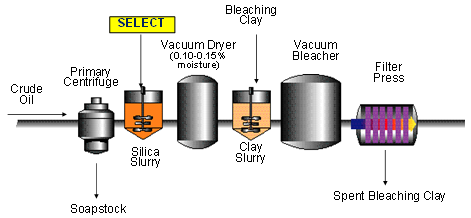 SELECT
Bleaching
Clay
Vacuum Dryer
(0.10-0.15%
moisture)
Vacuum
Bleacher
Filter
Press
Primary
Centrifuge
Crude
Oil
Silica
Slurry
Clay
Slurry
Soapstock
Spent Bleaching Clay